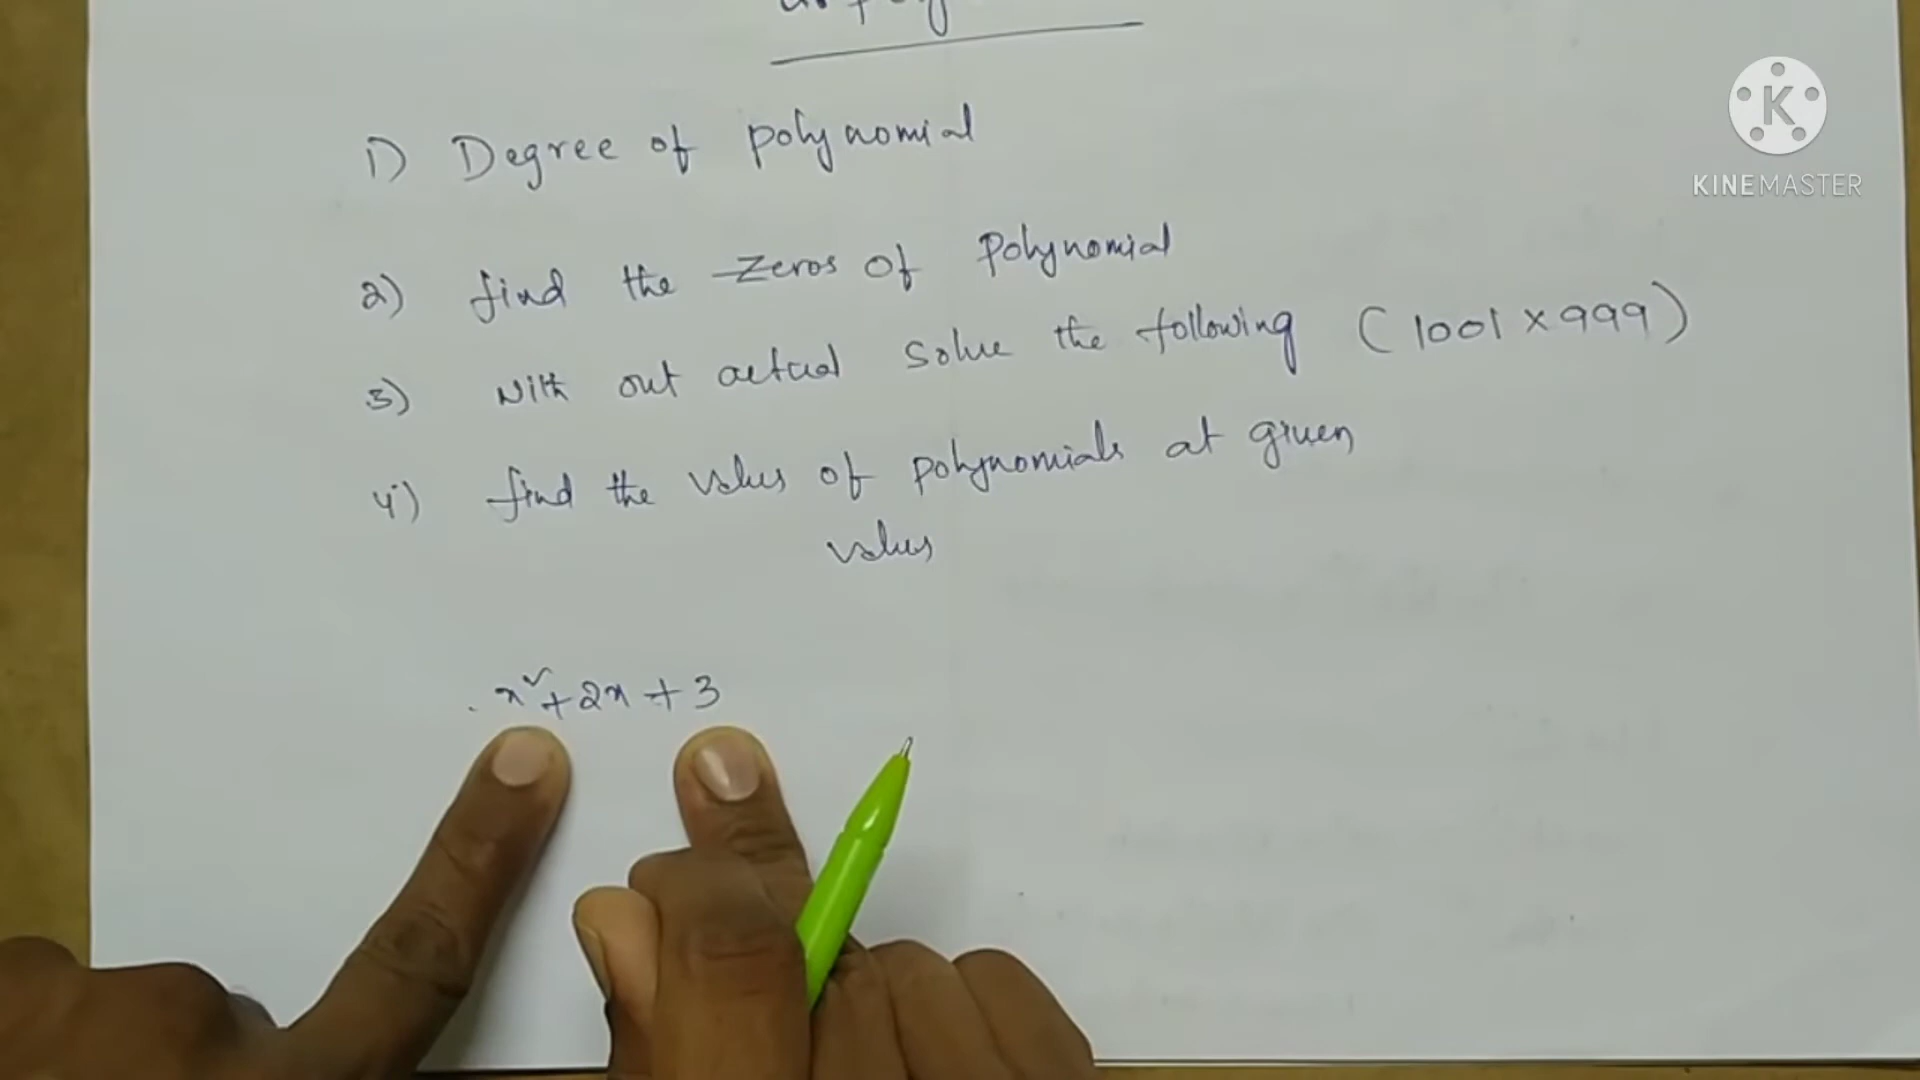 1) Degree of polynomial
2) find the zeros of polynomial
3) With out actual solve the following (1001 × 999)
4) find the values of polynomials at given
values
x² + 2x + 3
K
KINEMASTER